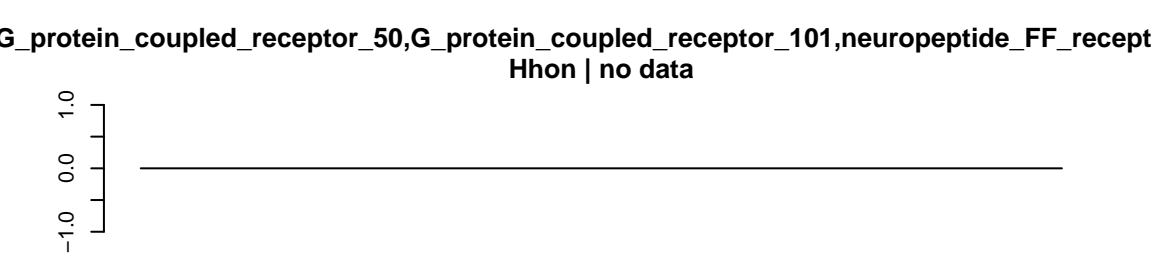 G_protein_coupled_receptor_50,G_protein_coupled_receptor_101,neuropeptide_FF_recept
Hhon | no data
1.0
0.0
−1.0